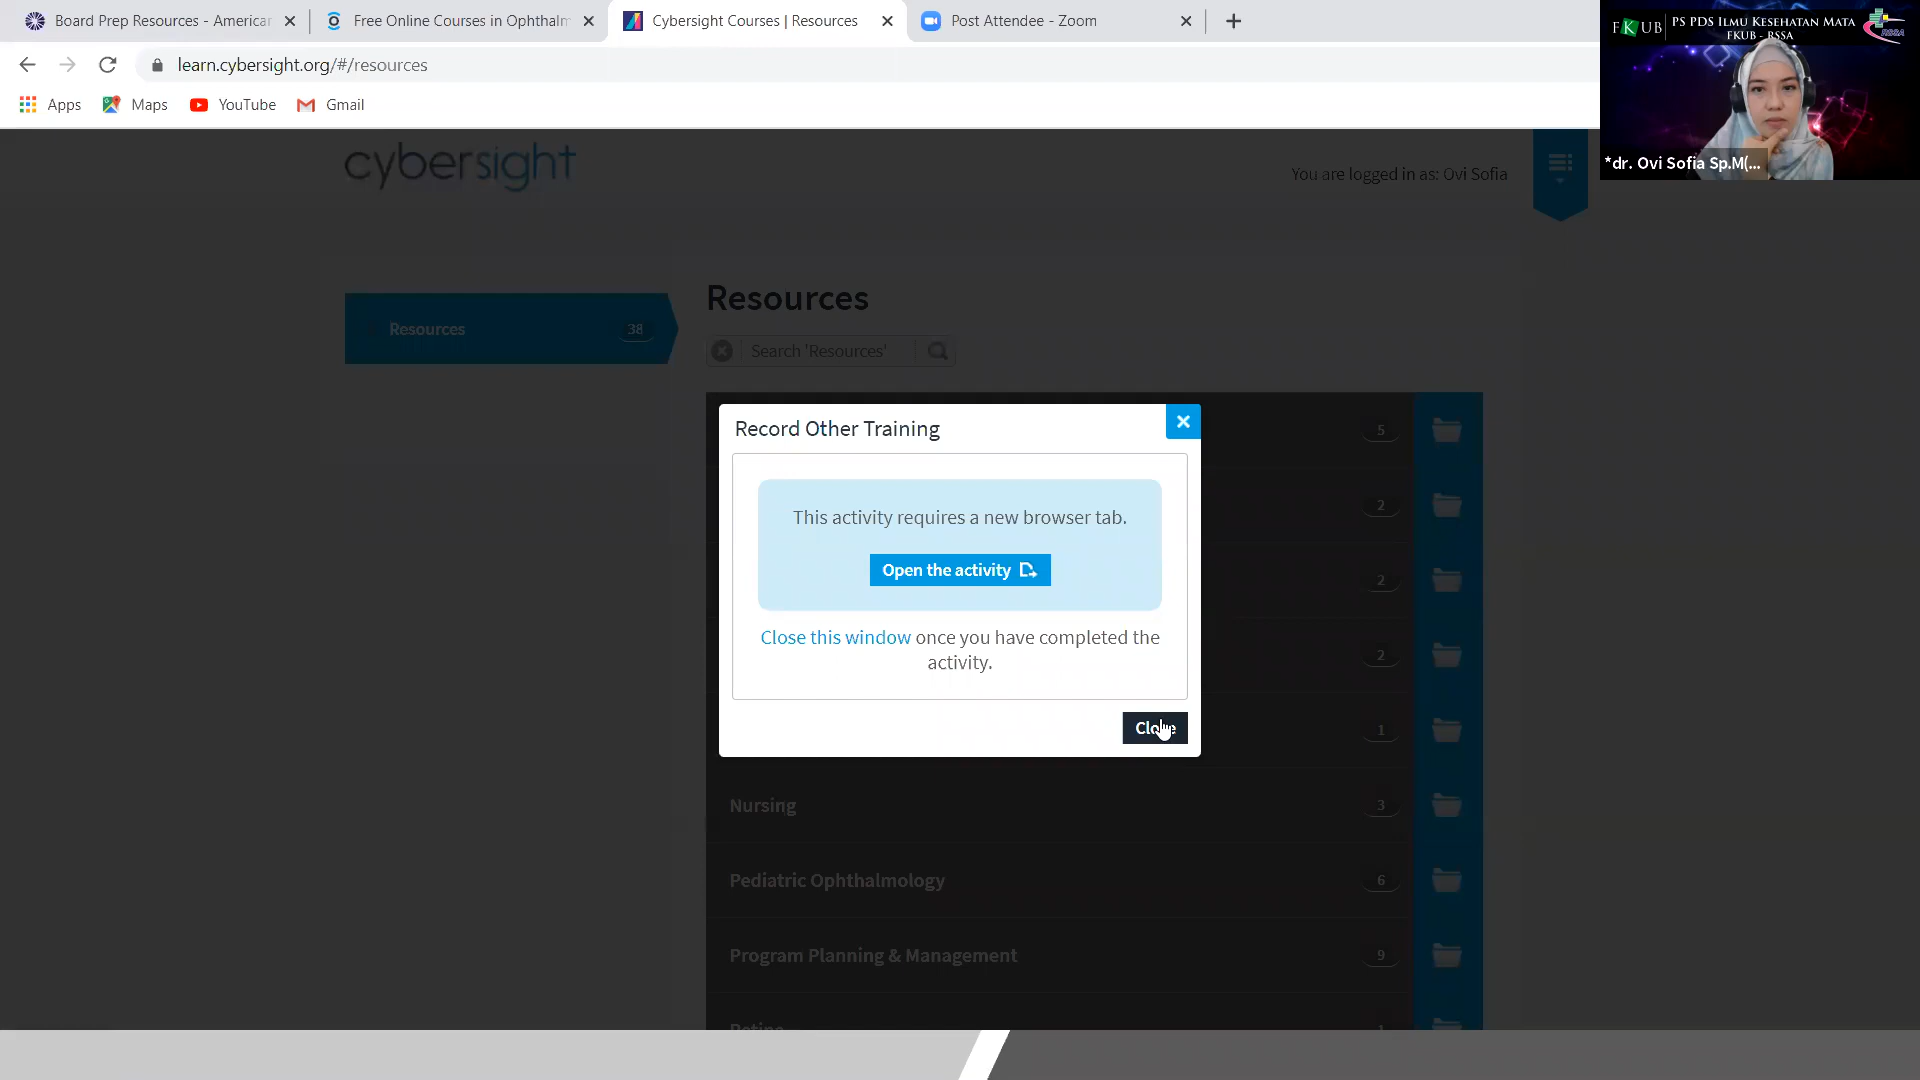 Board Prep Resources - American
Free Online Courses in Ophthalm
Cybersight Courses | Resources
Post Attendee - Zoom
learn.cybersight.org/#/resources
Apps
Maps
YouTube
Gmail
FKUB
PS PDS Ilmu Kesehatan Mata
FKUB - RSSA
RSSA
*dr. Ovi Sofia Sp.M(...
cybersight
You are logged in as: Ovi Sofia
Resources 38
Resources
Search 'Resources'
5
2
2
2
1
Record Other Training
This activity requires a new browser tab.
Open the activity
Close this window once you have completed the
activity.
Close
Nursing 3
Pediatric Ophthalmology 6
Program Planning & Management 9
Retina 1